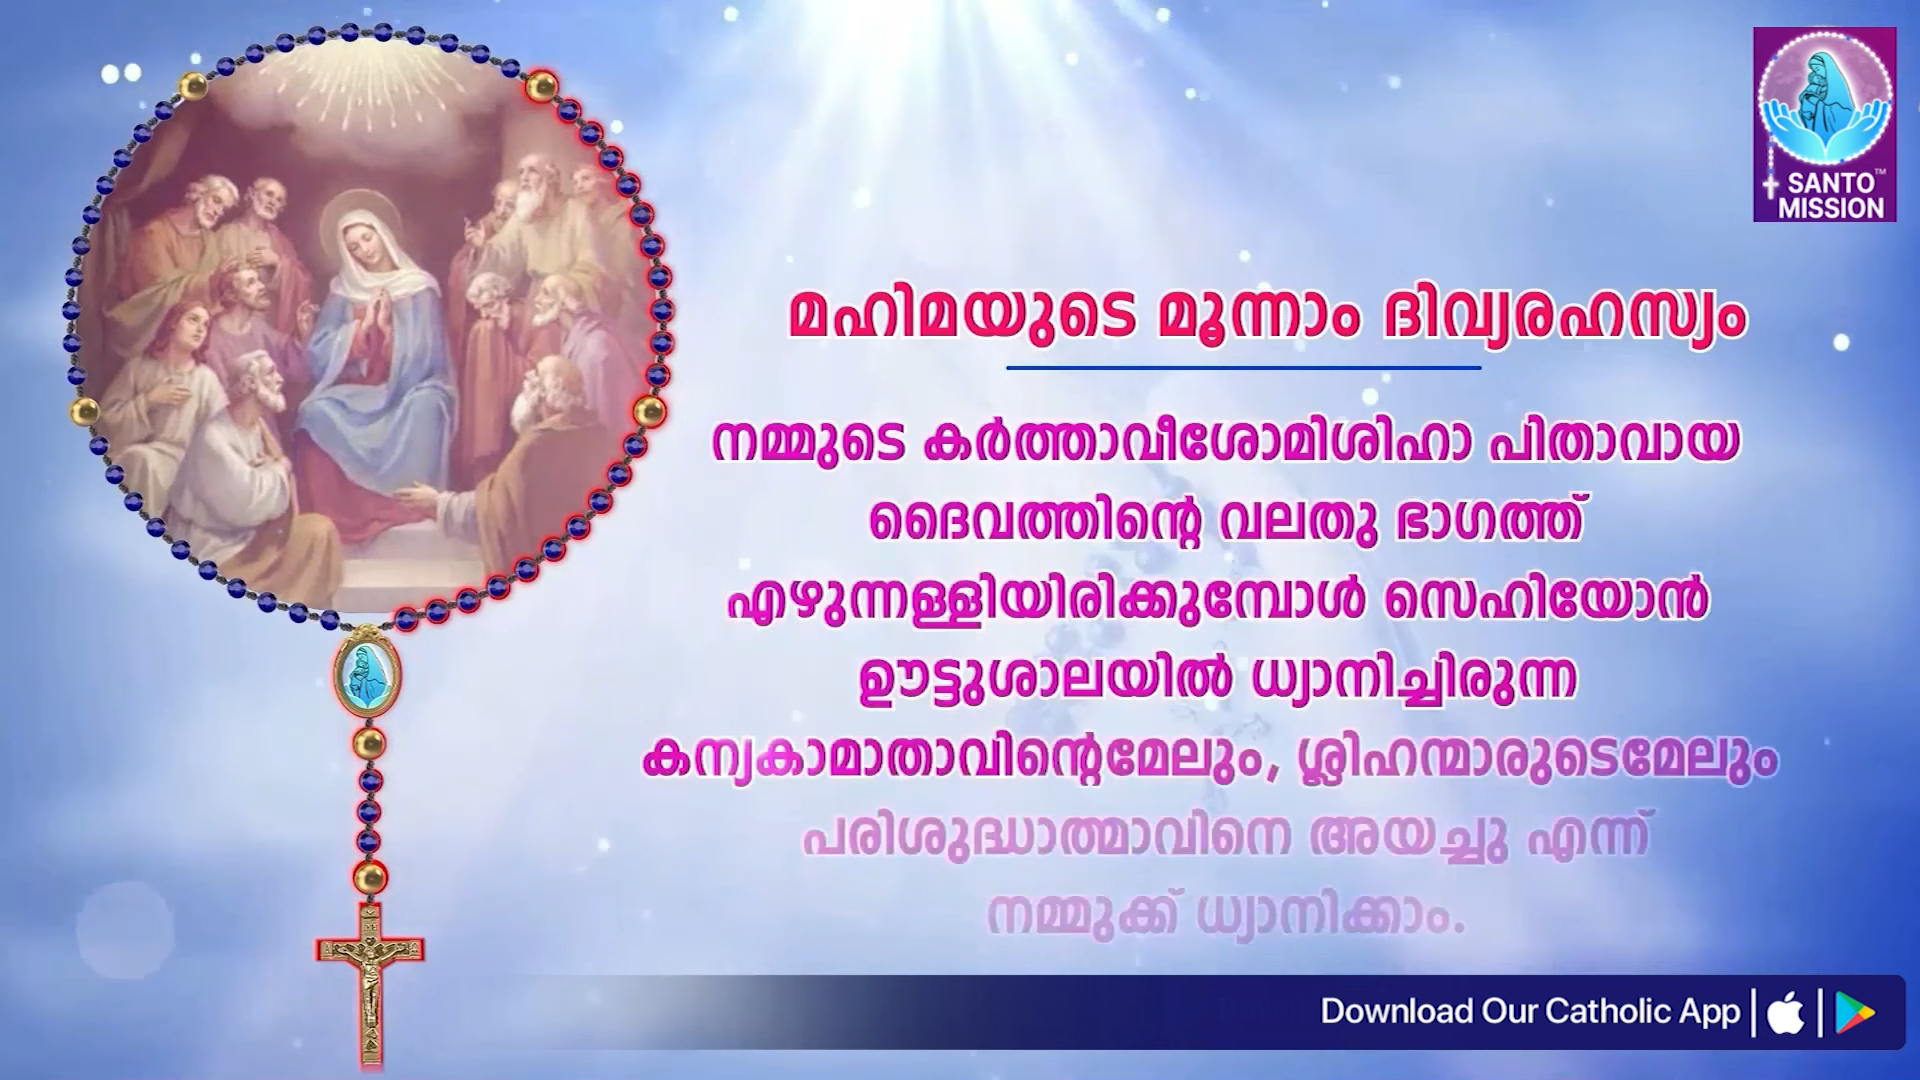 SANTO™
MISSION
മഹിമയുടെ മൂന്നാം ദിവ്യരഹസ്യം
നമ്മുടെ കർത്താവീശോമിശിഹാ പിതാവായ
ദൈവത്തിന്റെ വലതു ഭാഗത്ത്
എഴുന്നള്ളിയിരിക്കുമ്പോൾ സെഹിയോൻ
ഊട്ടുശാലയിൽ ധ്യാനിച്ചിരുന്ന
കന്യകാമാതാവിന്റെമേലും, ശ്ലിഹന്മാരുടെമേലും
പരിശുദ്ധാത്മാവിനെ അയച്ചു എന്ന്
നമ്മുക്ക് ധ്യാനിക്കാം.
Download Our Catholic App